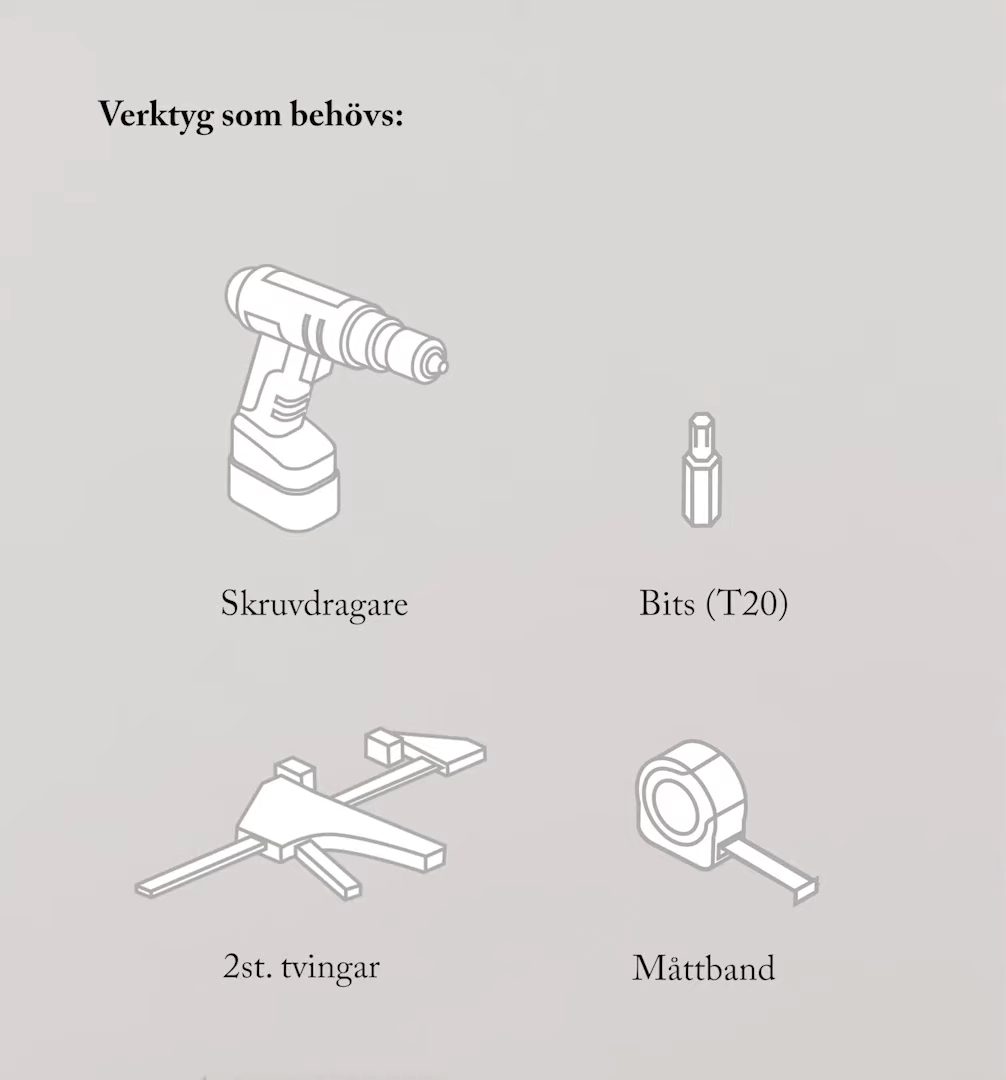 Verktyg som behövs:
Skruvdragare
Bits (T20)
2st. tvingar
Måttband